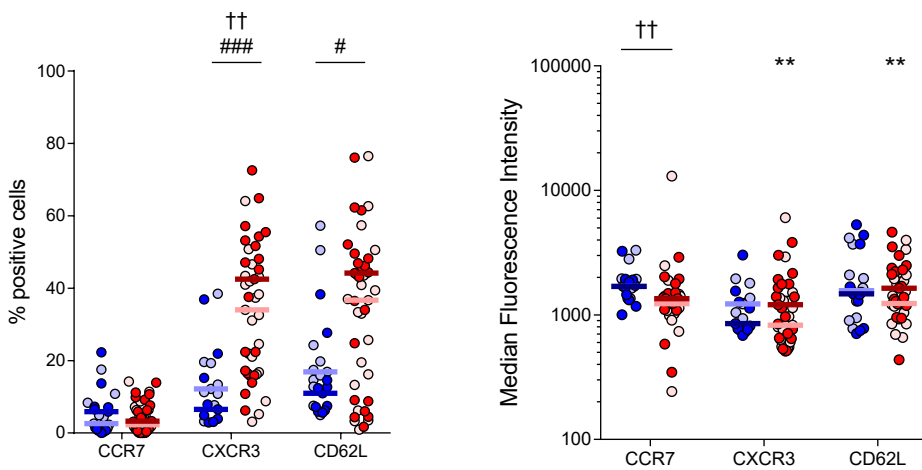 ††
### #
% positive cells
100
80
60
40
20
0
CCR7 CXCR3 CD62L
†† ** **
Median Fluorescence Intensity
100000
10000
1000
100
CCR7 CXCR3 CD62L